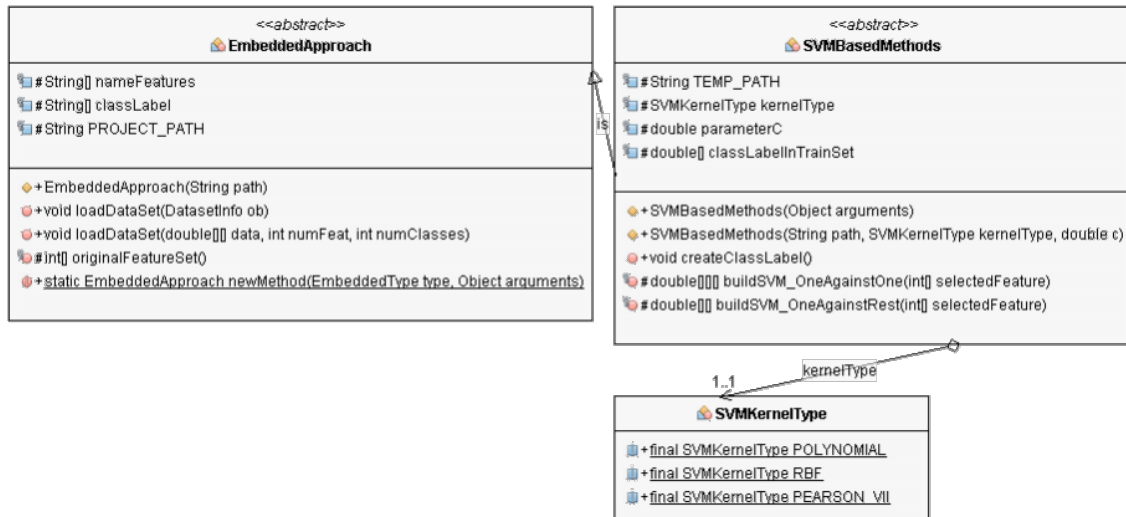 <<abstract>>
EmbeddedApproach
#String[] nameFeatures
#String[] classLabel
#String PROJECT_PATH
+EmbeddedApproach(String path)
+void loadDataSet(DatasetInfo ob)
+void loadDataSet(double[][] data, int numFeat, int numClasses)
#int[] originalFeatureSet()
+static EmbeddedApproach newMethod(EmbeddedType type, Object arguments)
is
<<abstract>>
SVMBasedMethods
#String TEMP_PATH
#SVMKernelType kernelType
#double parameterC
#double[] classLabelInTrainSet
+SVMBasedMethods(Object arguments)
+SVMBasedMethods(String path, SVMKernelType kernelType, double c)
+void createClassLabel()
#double[][][] buildSVM_OneAgainstOne(int[] selectedFeature)
#double[][] buildSVM_OneAgainstRest(int[] selectedFeature)
kernelType
1..1
SVMKernelType
+final SVMKernelType POLYNOMIAL
+final SVMKernelType RBF
+final SVMKernelType PEARSON_VII